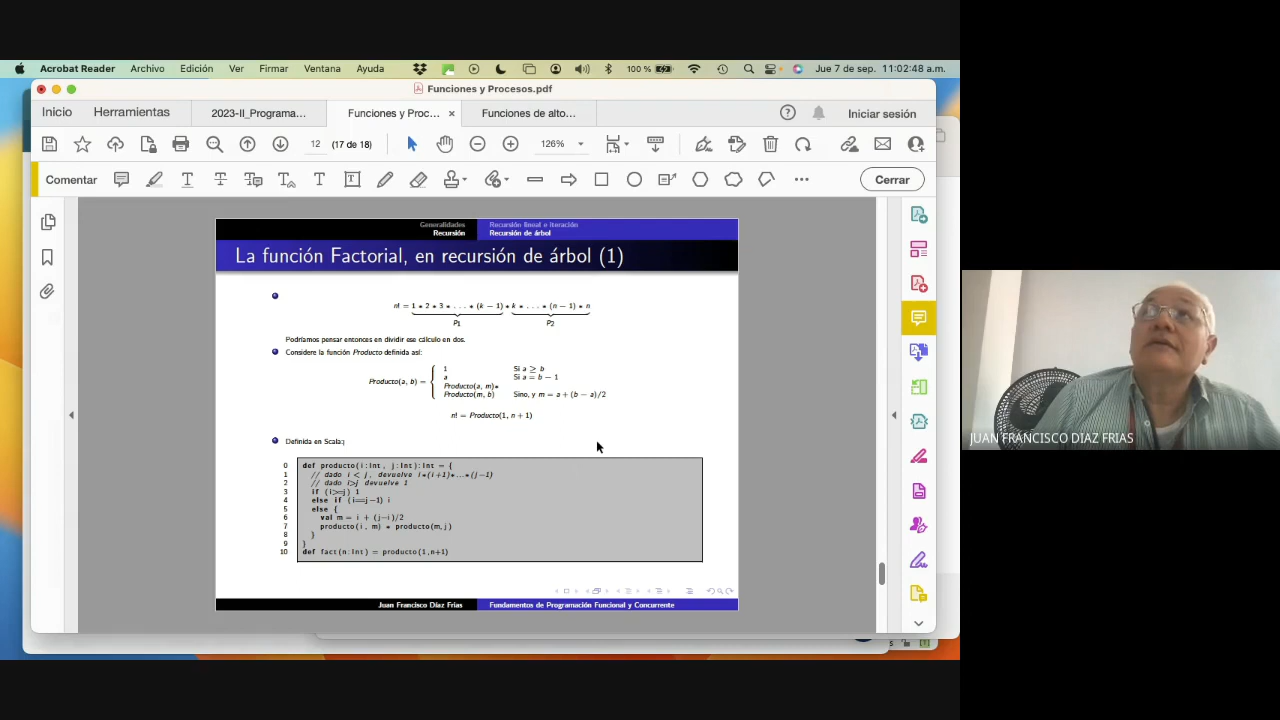 Acrobat Reader Archivo Edición Ver Firmar Ventana Ayuda 100 % Jue 7 de sep. 11:02:48 a.m.
Funciones y Procesos.pdf
Inicio Herramientas 2023-II_Programa... Funciones y Proc... × Funciones de alto... Iniciar sesión
12 (17 de 18) 126%
Comentar Cerrar
Generalidades Recursión lineal e iteración
Recursión Recursión de árbol
La función Factorial, en recursión de árbol (1)
n! = 1 * 2 * 3 * . . . * (k − 1) * k * . . . * (n − 1) * n
P1 P2
Podríamos pensar entonces en dividir ese cálculo en dos.
Considere la función Producto definida así:
1 Si a ≥ b
a Si a = b − 1
Producto(a, b) = { Producto(a, m)*
Producto(m, b) Sino, y m = a + (b − a)/2
n! = Producto(1, n + 1)
Definida en Scala:
0 def producto(i:Int, j:Int):Int = {
1 // dado i < j, devuelve i*(i+1)*...*(j−1)
2 // dado i>j devuelve 1
3 if (i>=j) 1
4 else if (i==j−1) i
5 else {
6 val m = i + (j−i)/2
7 producto(i, m) * producto(m,j)
8 }
9 }
10 def fact(n:Int) = producto(1,n+1)
Juan Francisco Díaz Frias Fundamentos de Programación Funcional y Concurrente
JUAN FRANCISCO DIAZ FRIAS